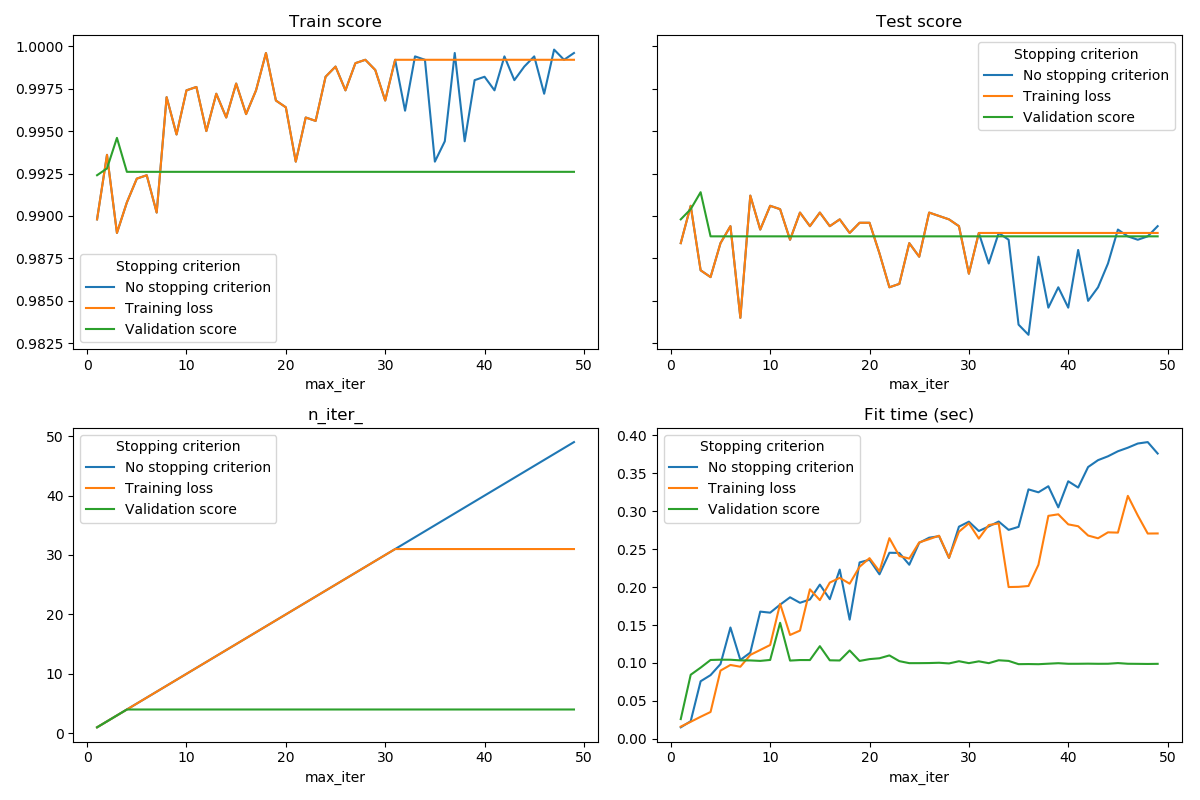 Train score
1.0000
0.9975
0.9950
0.9925
0.9900
0.9875
0.9850
0.9825
Stopping criterion
No stopping criterion
Training loss
Validation score
0 10 20 30 40 50
max_iter
Test score
Stopping criterion
No stopping criterion
Training loss
Validation score
0 10 20 30 40 50
max_iter
n_iter_
50
40
30
20
10
0
Stopping criterion
No stopping criterion
Training loss
Validation score
0 10 20 30 40 50
max_iter
Fit time (sec)
0.40
0.35
0.30
0.25
0.20
0.15
0.10
0.05
0.00
Stopping criterion
No stopping criterion
Training loss
Validation score
0 10 20 30 40 50
max_iter